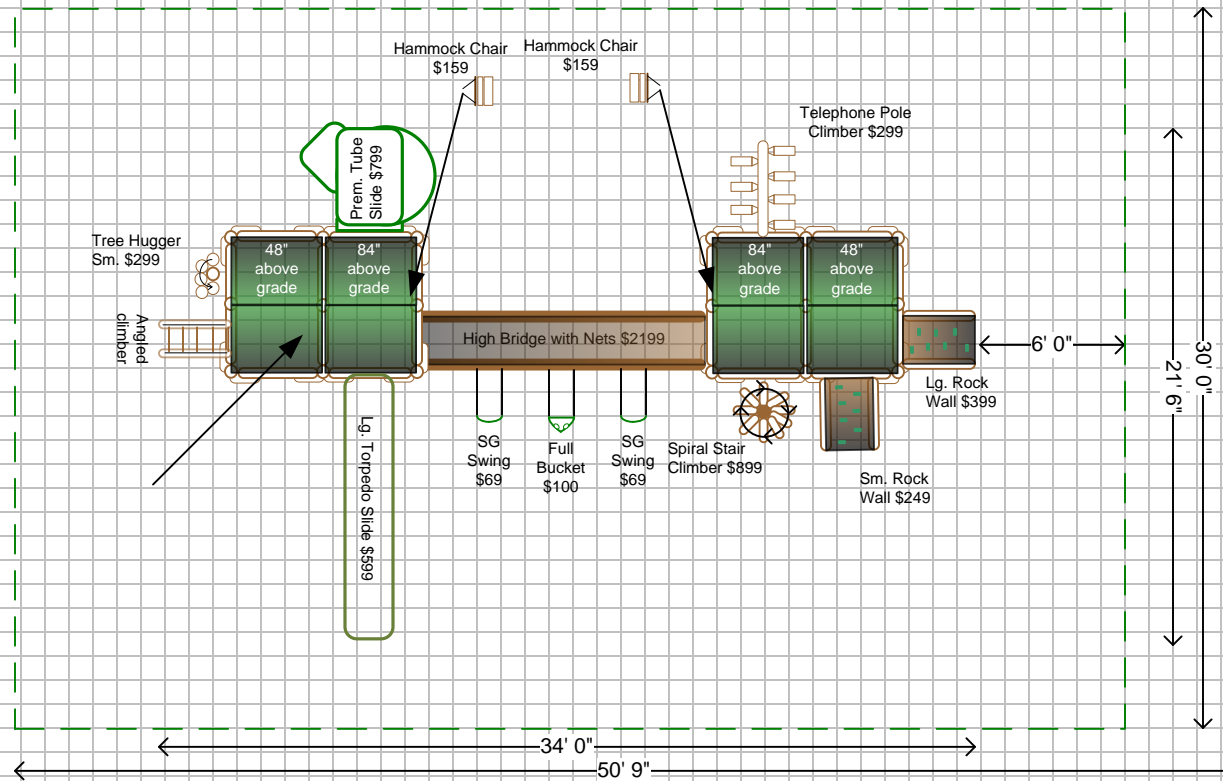 Hammock Chair
$159
Hammock Chair
$159
Telephone Pole
Climber $299
Prem. Tube
Slide $799
Tree Hugger
Sm. $299
48"
above
grade
84"
above
grade
84"
above
grade
48"
above
grade
Angled
climber
High Bridge with Nets $2199
6' 0"
30' 0"
21' 6"
Lg. Rock
Wall $399
Lg. Torpedo Slide $599
SG
Swing
$69
Full
Bucket
$100
SG
Swing
$69
Spiral Stair
Climber $899
Sm. Rock
Wall $249
34' 0"
50' 9"